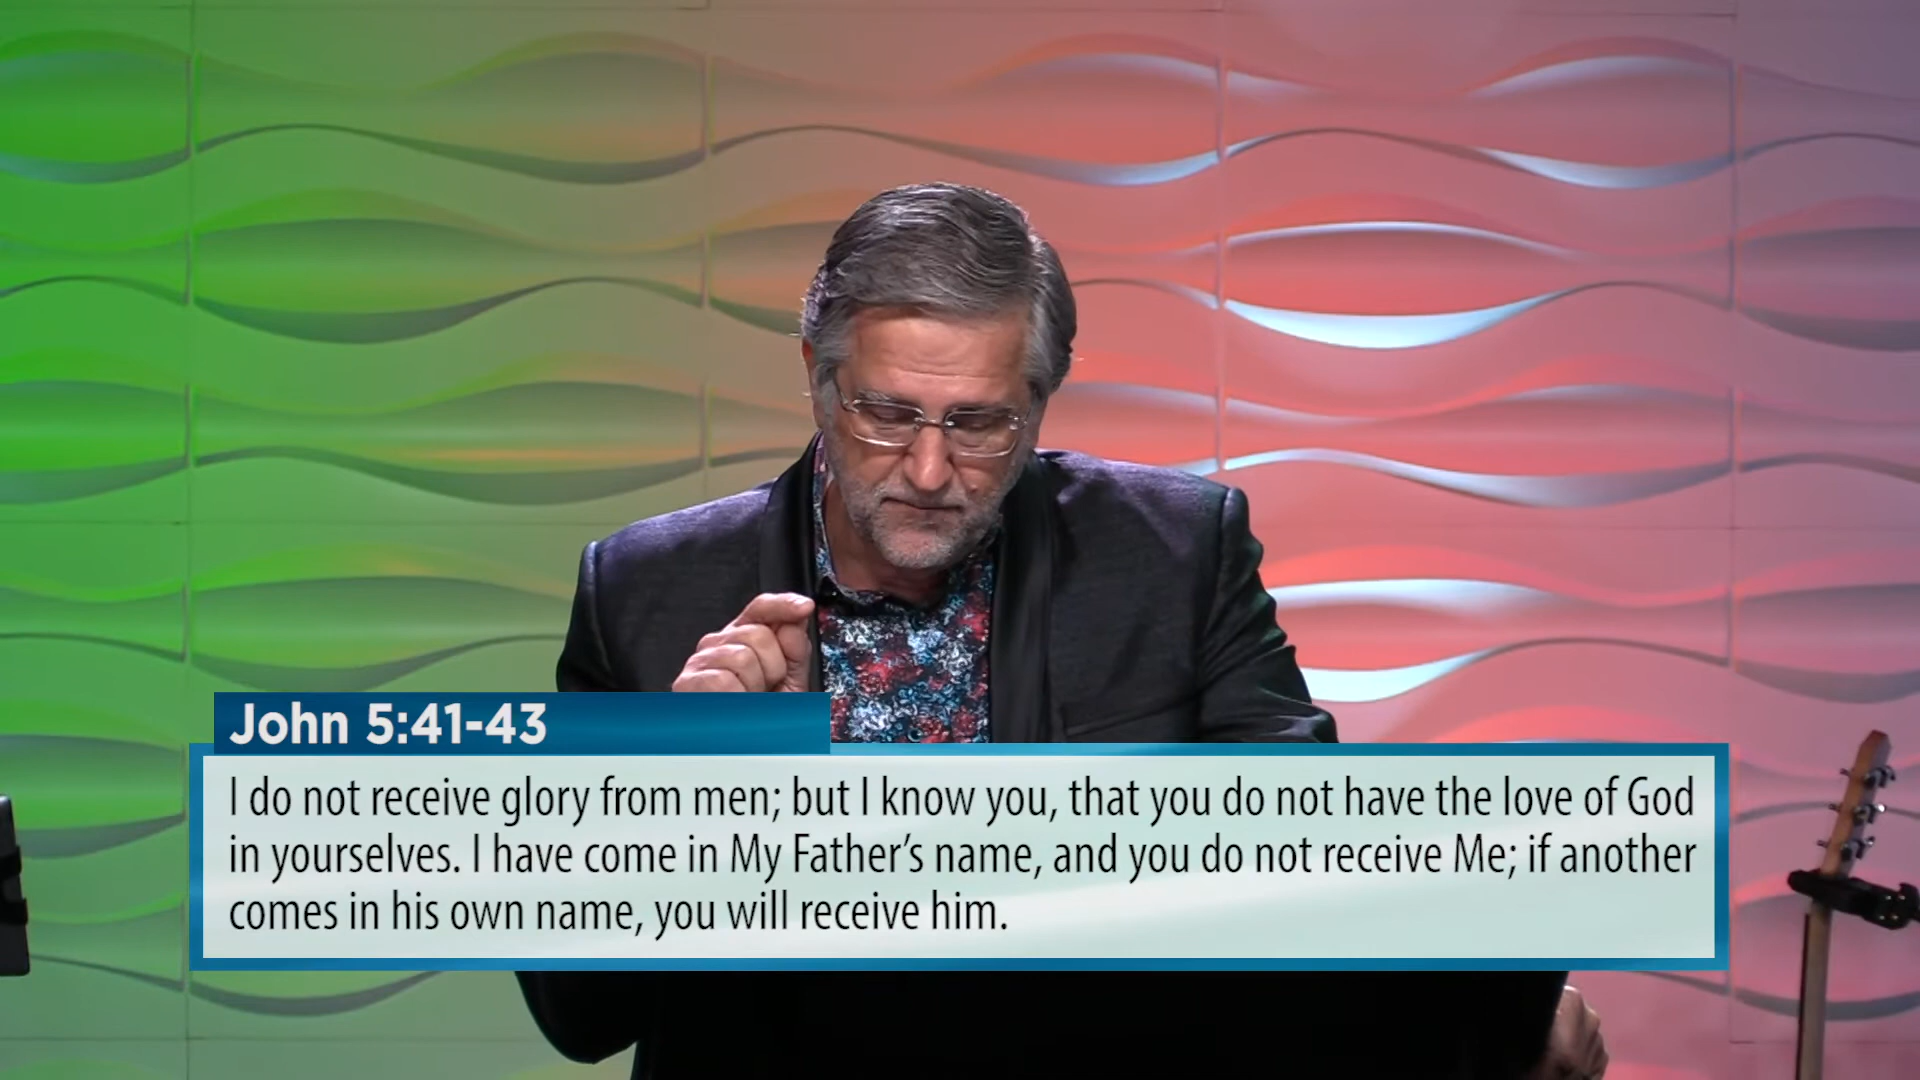 John 5:41-43
I do not receive glory from men; but I know you, that you do not have the love of God
in yourselves. I have come in My Father’s name, and you do not receive Me; if another
comes in his own name, you will receive him.